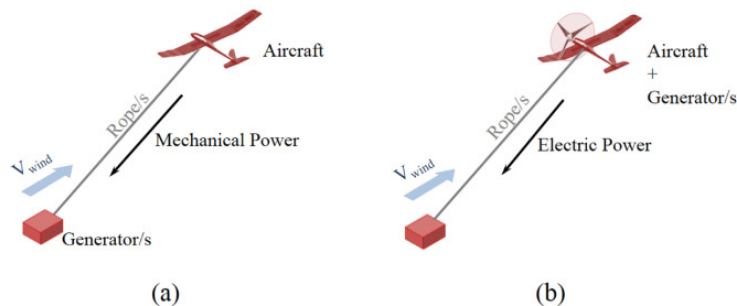 Aircraft
Rope/s
Mechanical Power
V wind
Generator/s
(a)
Aircraft
+
Generator/s
Rope/s
Electric Power
V wind
(b)